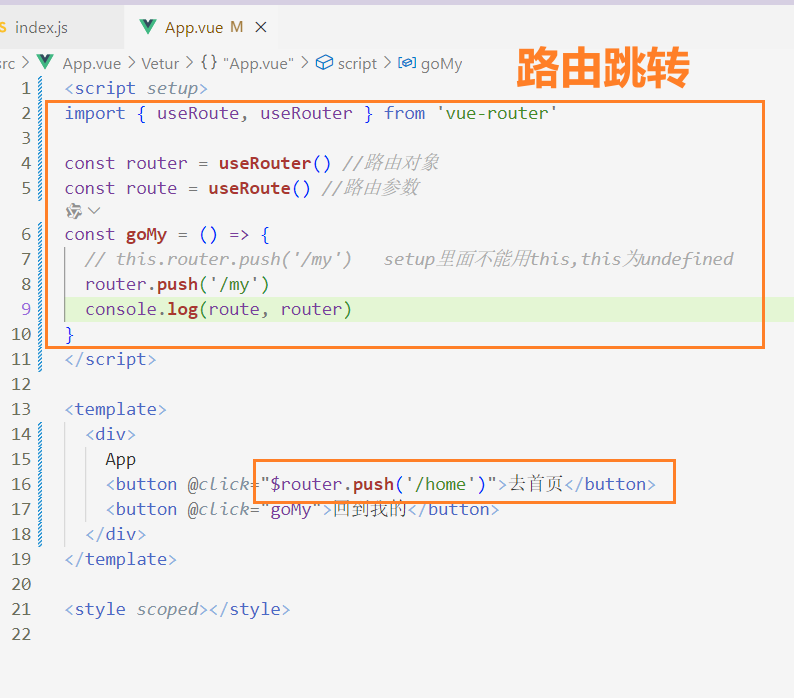 index.js
App.vue M
src > App.vue > Vetur > {} "App.vue" > script > goMy
路由跳转
1 <script setup>
2 import { useRoute, useRouter } from 'vue-router'
3
4 const router = useRouter() //路由对象
5 const route = useRoute() //路由参数
6 const goMy = () => {
7 // this.router.push('/my') setup里面不能用this,this为undefined
8 router.push('/my')
9 console.log(route, router)
10 }
11 </script>
12
13 <template>
14 <div>
15 App
16 <button @click="$router.push('/home')">去首页</button>
17 <button @click="goMy">回到我的</button>
18 </div>
19 </template>
20
21 <style scoped></style>
22